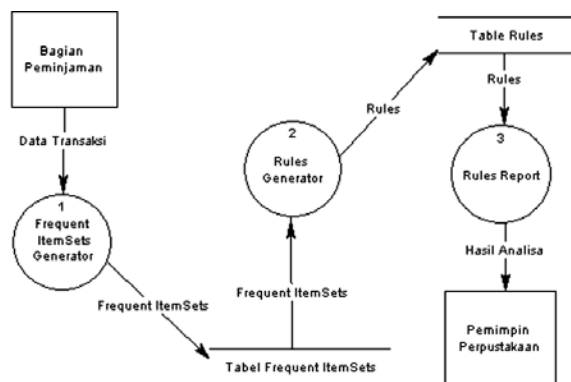 Bagian
Peminjaman
Data Transaksi
1
Frequent
ItemSets
Generator
Frequent ItemSets
Tabel Frequent ItemSets
Frequent ItemSets
2
Rules
Generator
Rules
Table Rules
Rules
3
Rules Report
Hasil Analisa
Pemimpin
Perpustakaan